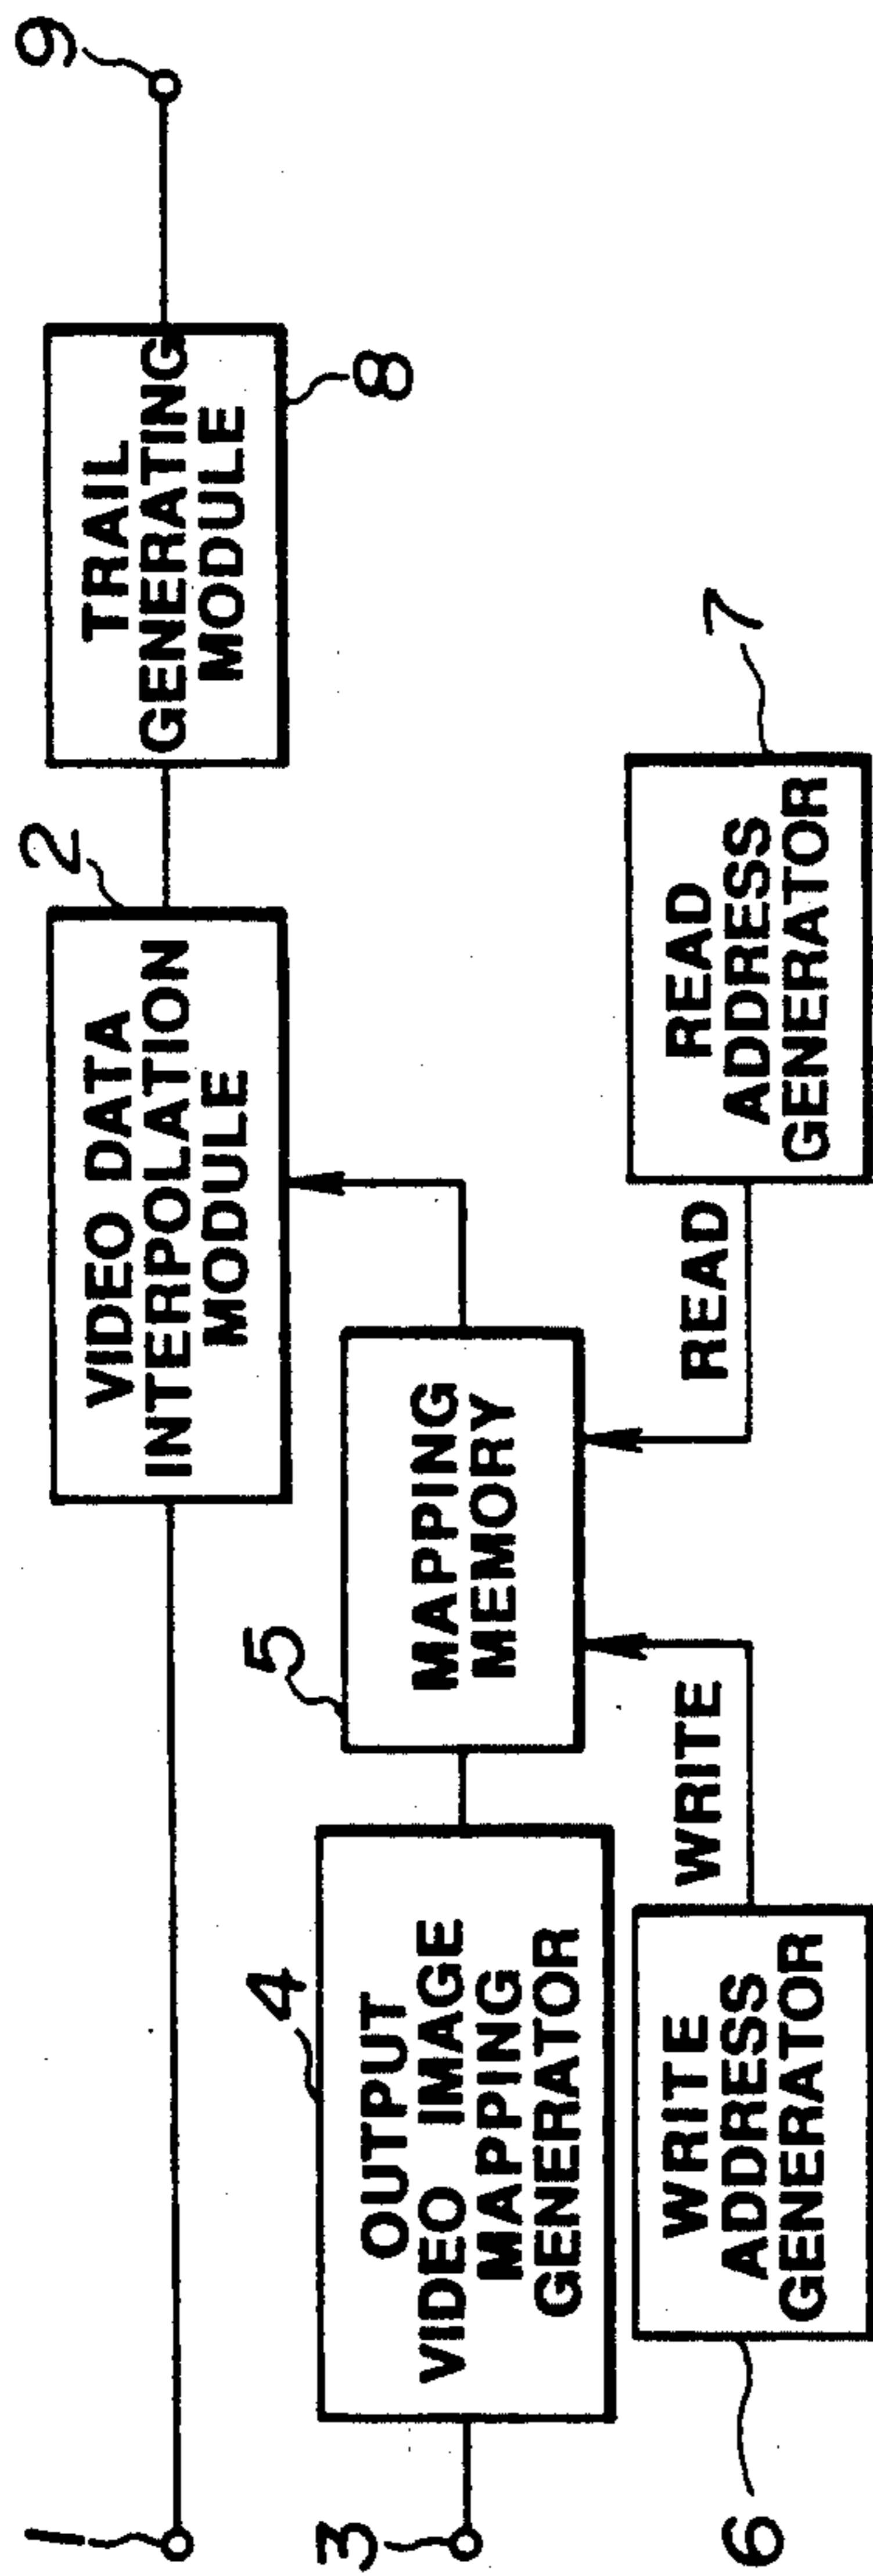 1
VIDEO DATA
INTERPOLATION
MODULE
2
TRAIL
GENERATING
MODULE
8
9
3
OUTPUT
VIDEO IMAGE
MAPPING
GENERATOR
4
MAPPING
MEMORY
5
WRITE
READ
WRITE
ADDRESS
GENERATOR
6
READ
ADDRESS
GENERATOR
7